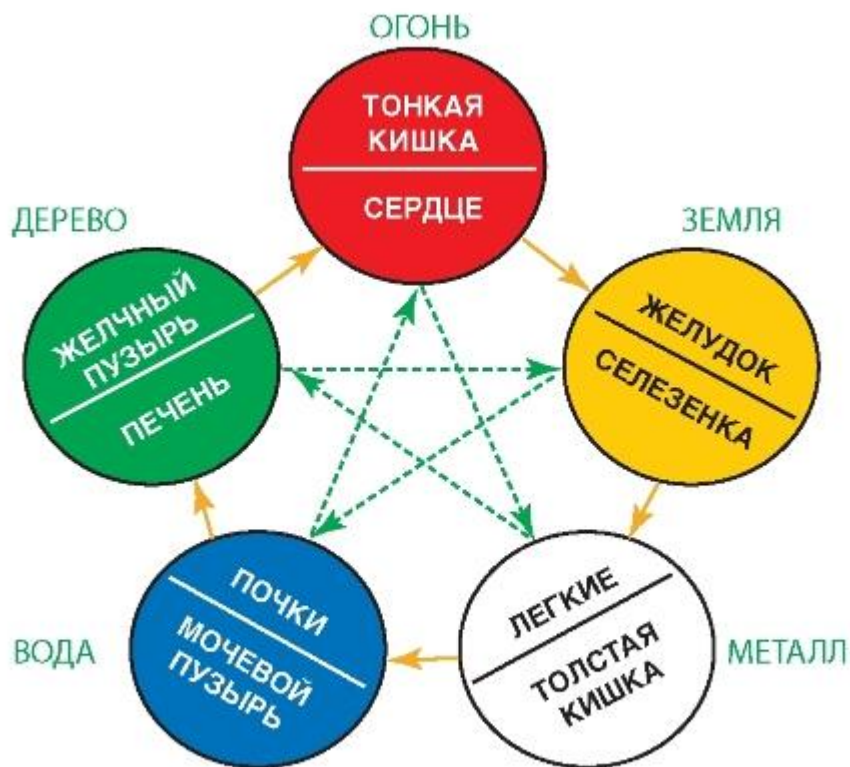 ОГОНЬ
ТОНКАЯ
КИШКА
СЕРДЦЕ
ДЕРЕВО
ЗЕМЛЯ
ЖЕЛЧНЫЙ
ПУЗЫРЬ
ПЕЧЕНЬ
ЖЕЛУДОК
СЕЛЕЗЕНКА
ПОЧКИ
МОЧЕВОЙ
ПУЗЫРЬ
ЛЕГКИЕ
ТОЛСТАЯ
КИШКА
ВОДА
МЕТАЛЛ